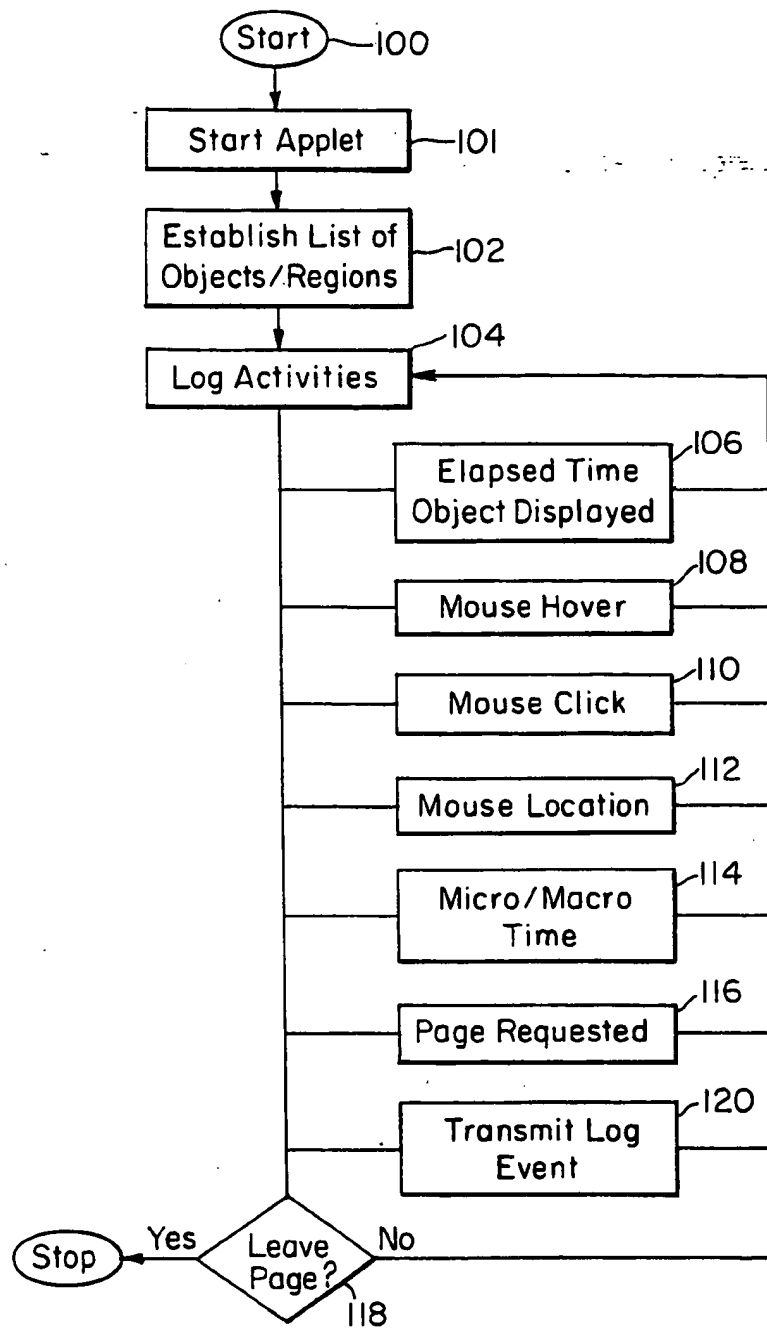 Start
100
Start Applet
101
Establish List of
Objects/Regions
102
104
Log Activities
106
Elapsed Time
Object Displayed
108
Mouse Hover
110
Mouse Click
112
Mouse Location
114
Micro/Macro
Time
116
Page Requested
120
Transmit Log
Event
Yes
No
Stop
Leave
Page?
118